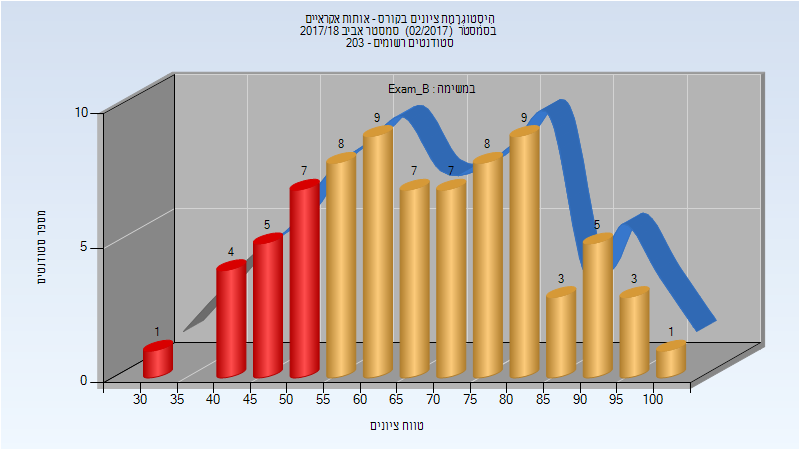 היסטוגרמת ציונים בקורס - אותות אקראיים
בסמסטר (02/2017) סמסטר אביב 2017/18
סטודנטים רשומים - 203
במשימה : Exam_B
מספר סטודנטים
10
5
0
1
4
5
7
8
9
7
7
8
9
3
5
3
1
30 35 40 45 50 55 60 65 70 75 80 85 90 95 100
טווח ציונים